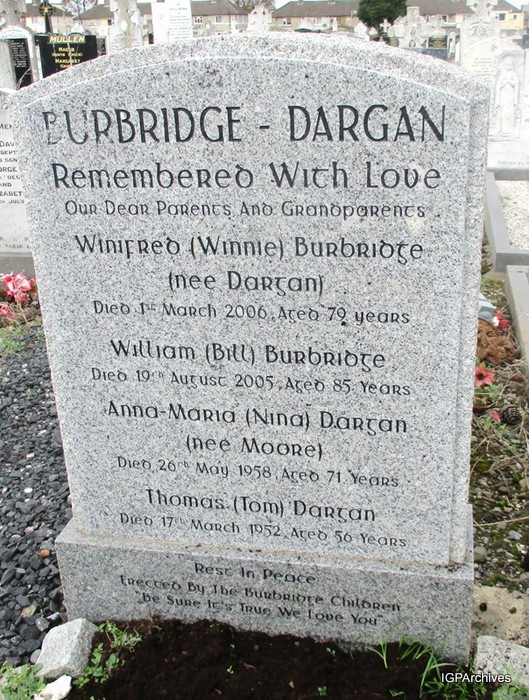 MULLEN
BURBRIDGE - DARGAN
Remembered With Love
Our Dear Parents And Grandparents
Winifred (Winnie) Burbridge
(nee Dargan)
Died 1st March 2006, Aged 79 years
William (Bill) Burbridge
Died 19th August 2005, Aged 85 Years
Anna-Maria (Nina) Dargan
(nee Moore)
Died 26th May 1958, Aged 71 Years
Thomas (Tom) Dargan
Died 17th March 1952, Aged 56 Years
Rest In Peace
Erected By The Burbridge Children
"Be Sure It's True We Love You"
IGPArchives